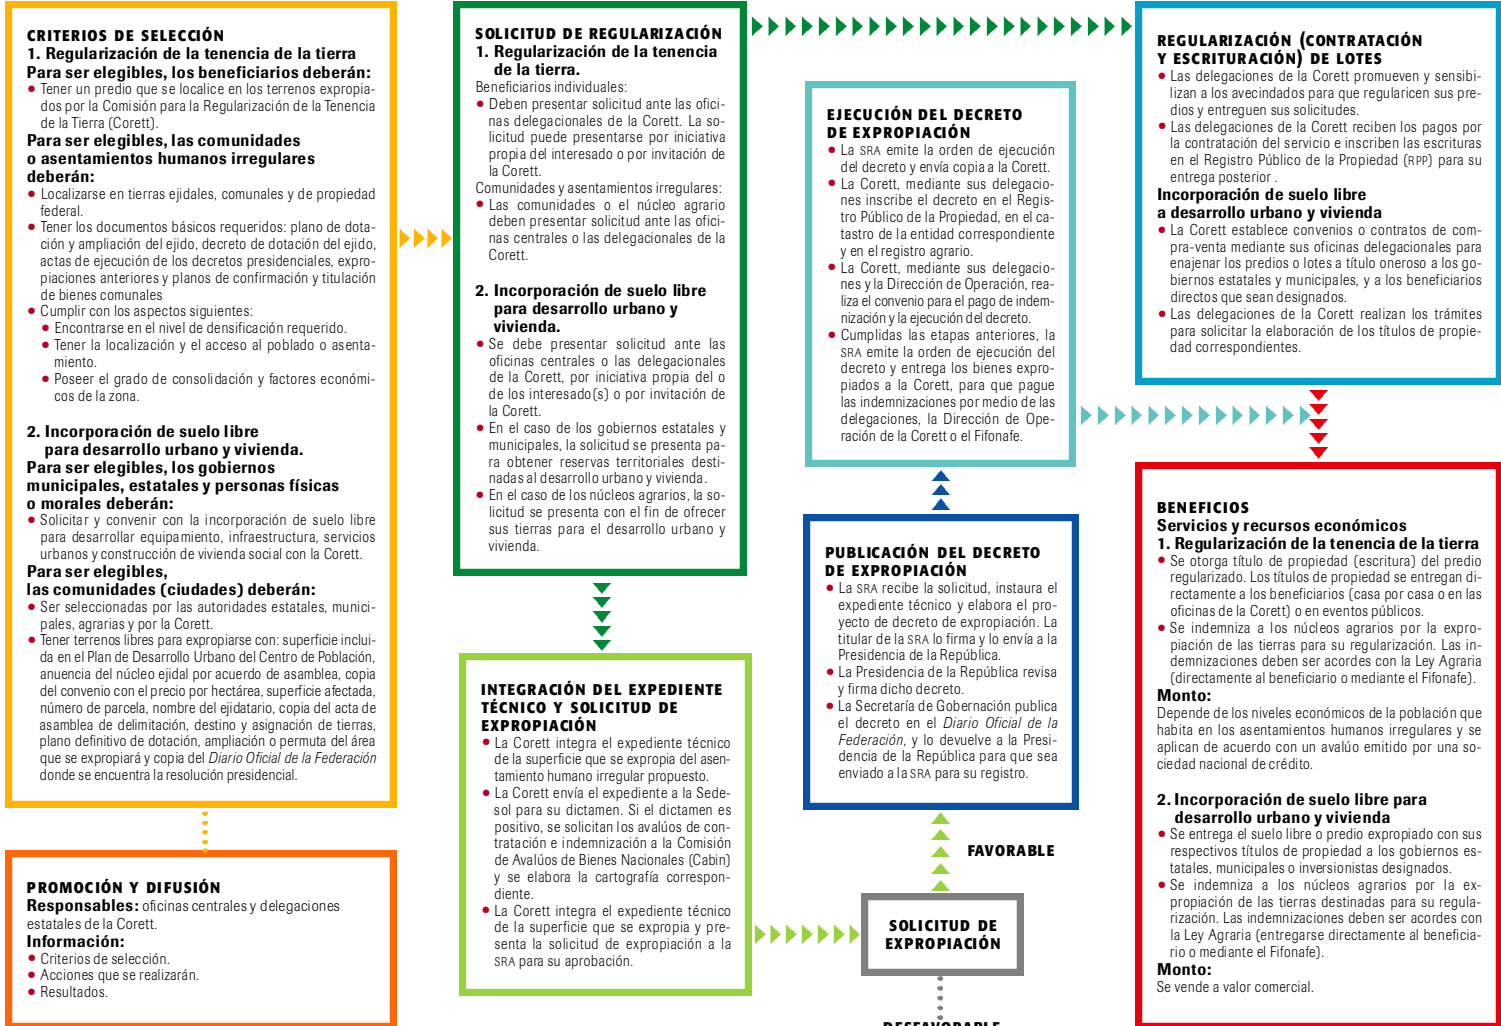 CRITERIOS DE SELECCIÓN
1. Regularización de la tenencia de la tierra
Para ser elegibles, los beneficiarios deberán:
• Tener un predio que se localice en los terrenos expropia-
dos por la Comisión para la Regularización de la Tenencia
de la Tierra (Corett).
Para ser elegibles, las comunidades
o asentamientos humanos irregulares
deberán:
• Localizarse en tierras ejidales, comunales y de propiedad
federal.
• Tener los documentos básicos requeridos: plano de dota-
ción y ampliación del ejido, decreto de dotación del ejido,
actas de ejecución de los decretos presidenciales, expro-
piaciones anteriores y planos de confirmación y titulación
de bienes comunales
• Cumplir con los aspectos siguientes:
• Encontrarse en el nivel de densificación requerido.
• Tener la localización y el acceso al poblado o asenta-
miento.
• Poseer el grado de consolidación y factores económi-
cos de la zona.
2. Incorporación de suelo libre
para desarrollo urbano y vivienda.
Para ser elegibles, los gobiernos
municipales, estatales y personas físicas
o morales deberán:
• Solicitar y convenir con la incorporación de suelo libre
para desarrollar equipamiento, infraestructura, servicios
urbanos y construcción de vivienda social con la Corett.
Para ser elegibles,
las comunidades (ciudades) deberán:
• Ser seleccionadas por las autoridades estatales, munici-
pales, agrarias y por la Corett.
• Tener terrenos libres para expropiarse con: superficie inclui-
da en el Plan de Desarrollo Urbano del Centro de Población,
anuencia del núcleo ejidal por acuerdo de asamblea, copia
del convenio con el precio por hectárea, superficie afectada,
número de parcela, nombre del ejidatario, copia del acta de
asamblea de delimitación, destino y asignación de tierras,
plano definitivo de dotación, ampliación o permuta del área
que se expropiará y copia del Diario Oficial de la Federación
donde se encuentra la resolución presidencial.
PROMOCIÓN Y DIFUSIÓN
Responsables: oficinas centrales y delegaciones
estatales de la Corett.
Información:
• Criterios de selección.
• Acciones que se realizarán.
• Resultados.
SOLICITUD DE REGULARIZACIÓN
1. Regularización de la tenencia
de la tierra.
Beneficiarios individuales:
• Deben presentar solicitud ante las ofici-
nas delegacionales de la Corett. La so-
licitud puede presentarse por iniciativa
propia del interesado o por invitación de
la Corett.
Comunidades y asentamientos irregulares:
• Las comunidades o el núcleo agrario
deben presentar solicitud ante las ofici-
nas centrales o las delegacionales de la
Corett.
2. Incorporación de suelo libre
para desarrollo urbano y
vivienda.
• Se debe presentar solicitud ante las
oficinas centrales o las delegacionales
de la Corett, por iniciativa propia del o
de los interesado(s) o por invitación de
la Corett.
• En el caso de los gobiernos estatales y
municipales, la solicitud se presenta pa-
ra obtener reservas territoriales desti-
nadas al desarrollo urbano y vivienda.
• En el caso de los núcleos agrarios, la so-
licitud se presenta con el fin de ofrecer
sus tierras para el desarrollo urbano y
vivienda.
INTEGRACIÓN DEL EXPEDIENTE
TÉCNICO Y SOLICITUD DE
EXPROPIACIÓN
• La Corett integra el expediente técnico
de la superficie que se expropia del asen-
tamiento humano irregular propuesto.
• La Corett envía el expediente a la Sede-
sol para su dictamen. Si el dictamen es
positivo, se solicitan los avalúos de con-
tratación e indemnización a la Comisión
de Avalúos de Bienes Nacionales (Cabin)
y se elabora la cartografía correspon-
diente.
• La Corett integra el expediente técnico
de la superficie que se expropia y pre-
senta la solicitud de expropiación a la
SRA para su aprobación.
EJECUCIÓN DEL DECRETO
DE EXPROPIACIÓN
• La SRA emite la orden de ejecución
del decreto y envía copia a la Corett.
• La Corett, mediante sus delegacio-
nes inscribe el decreto en el Regis-
tro Público de la Propiedad, en el ca-
tastro de la entidad correspondiente
y en el registro agrario.
• La Corett, mediante sus delegacio-
nes y la Dirección de Operación, rea-
liza el convenio para el pago de indem-
nización y la ejecución del decreto.
• Cumplidas las etapas anteriores, la
SRA emite la orden de ejecución del
decreto y entrega los bienes expro-
piados a la Corett, para que pague
las indemnizaciones por medio de las
delegaciones, la Dirección de Ope-
ración de la Corett o el Fifonafe.
PUBLICACIÓN DEL DECRETO
DE EXPROPIACIÓN
• La SRA recibe la solicitud, instaura el
expediente técnico y elabora el pro-
yecto de decreto de expropiación. La
titular de la SRA lo firma y lo envía a la
Presidencia de la República.
• La Presidencia de la República revisa
y firma dicho decreto.
• La Secretaría de Gobernación publica
el decreto en el Diario Oficial de la
Federación, y lo devuelve a la Presi-
dencia de la República para que sea
enviado a la SRA para su registro.
FAVORABLE
SOLICITUD DE
EXPROPIACIÓN
DESFAVORABLE
REGULARIZACIÓN (CONTRATACIÓN
Y ESCRITURACIÓN) DE LOTES
• Las delegaciones de la Corett promueven y sensibi-
lizan a los avecindados para que regularicen sus pre-
dios y entreguen sus solicitudes.
• Las delegaciones de la Corett reciben los pagos por
la contratación del servicio e inscriben las escrituras
en el Registro Público de la Propiedad (RPP) para su
entrega posterior .
Incorporación de suelo libre
a desarrollo urbano y vivienda
• La Corett establece convenios o contratos de com-
pra-venta mediante sus oficinas delegacionales para
enajenar los predios o lotes a título oneroso a los go-
biernos estatales y municipales, y a los beneficiarios
directos que sean designados.
• Las delegaciones de la Corett realizan los trámites
para solicitar la elaboración de los títulos de propie-
dad correspondientes.
BENEFICIOS
Servicios y recursos económicos
1. Regularización de la tenencia de la tierra
• Se otorga título de propiedad (escritura) del predio
regularizado. Los títulos de propiedad se entregan di-
rectamente a los beneficiarios (casa por casa o en las
oficinas de la Corett) o en eventos públicos.
• Se indemniza a los núcleos agrarios por la expro-
piación de las tierras para su regularización. Las in-
demnizaciones deben ser acordes con la Ley Agraria
(directamente al beneficiario o mediante el Fifonafe).
Monto:
Depende de los niveles económicos de la población que
habita en los asentamientos humanos irregulares y se
aplican de acuerdo con un avalúo emitido por una so-
ciedad nacional de crédito.
2. Incorporación de suelo libre para
desarrollo urbano y vivienda
• Se entrega el suelo libre o predio expropiado con sus
respectivos títulos de propiedad a los gobiernos es-
tatales, municipales o inversionistas designados.
• Se indemniza a los núcleos agrarios por la ex-
propiación de las tierras destinadas para su regula-
rización. Las indemnizaciones deben ser acordes con
la Ley Agraria (entregarse directamente al beneficia-
rio o mediante el Fifonafe).
Monto:
Se vende a valor comercial.